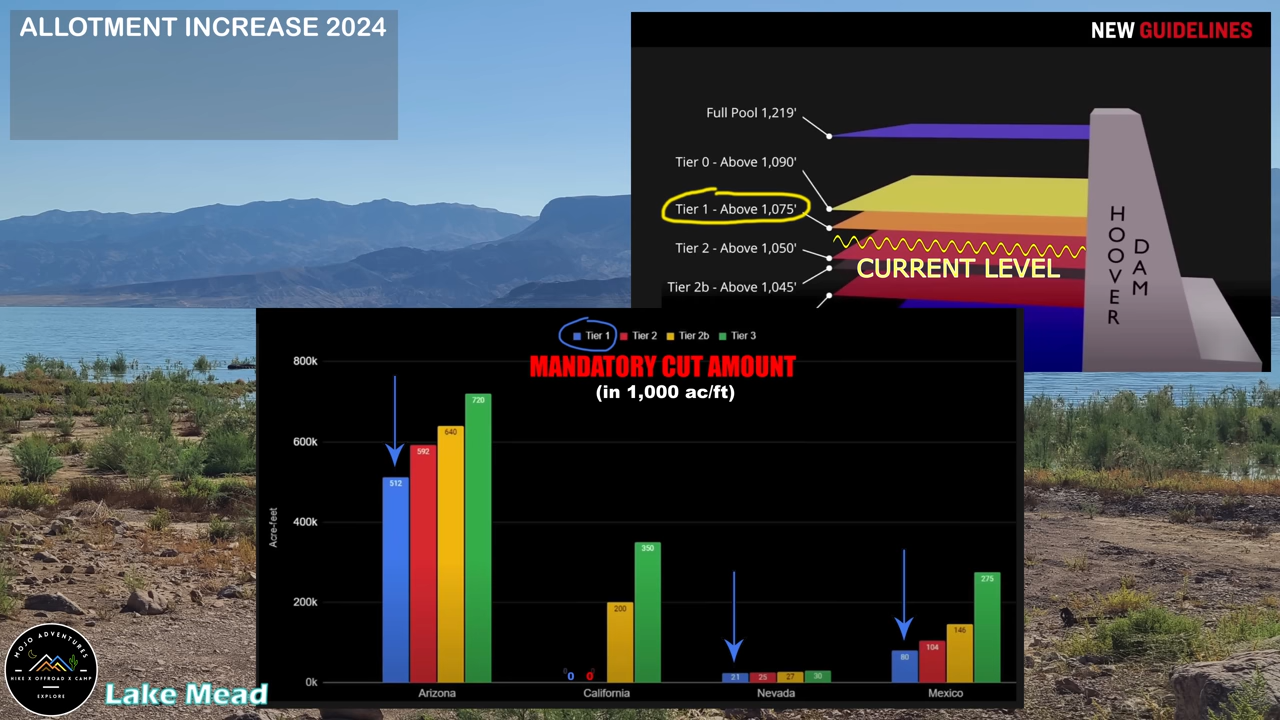 ALLOTMENT INCREASE 2024
NEW GUIDELINES
Full Pool 1,219'
Tier 0 - Above 1,090'
Tier 1 - Above 1,075'
Tier 2 - Above 1,050'
Tier 2b - Above 1,045'
CURRENT LEVEL
HOOVER
DAM
Tier 1 Tier 2 Tier 2b Tier 3
MANDATORY CUT AMOUNT
(in 1,000 ac/ft)
Acre-feet
800k
600k
400k
200k
0k
512 592 640 720
0 0 200 350
21 25 27 30
80 104 146 275
Arizona California Nevada Mexico
MOJO ADVENTURES
HIKE X OFFROAD X CAMP
EXPLORE
Lake Mead